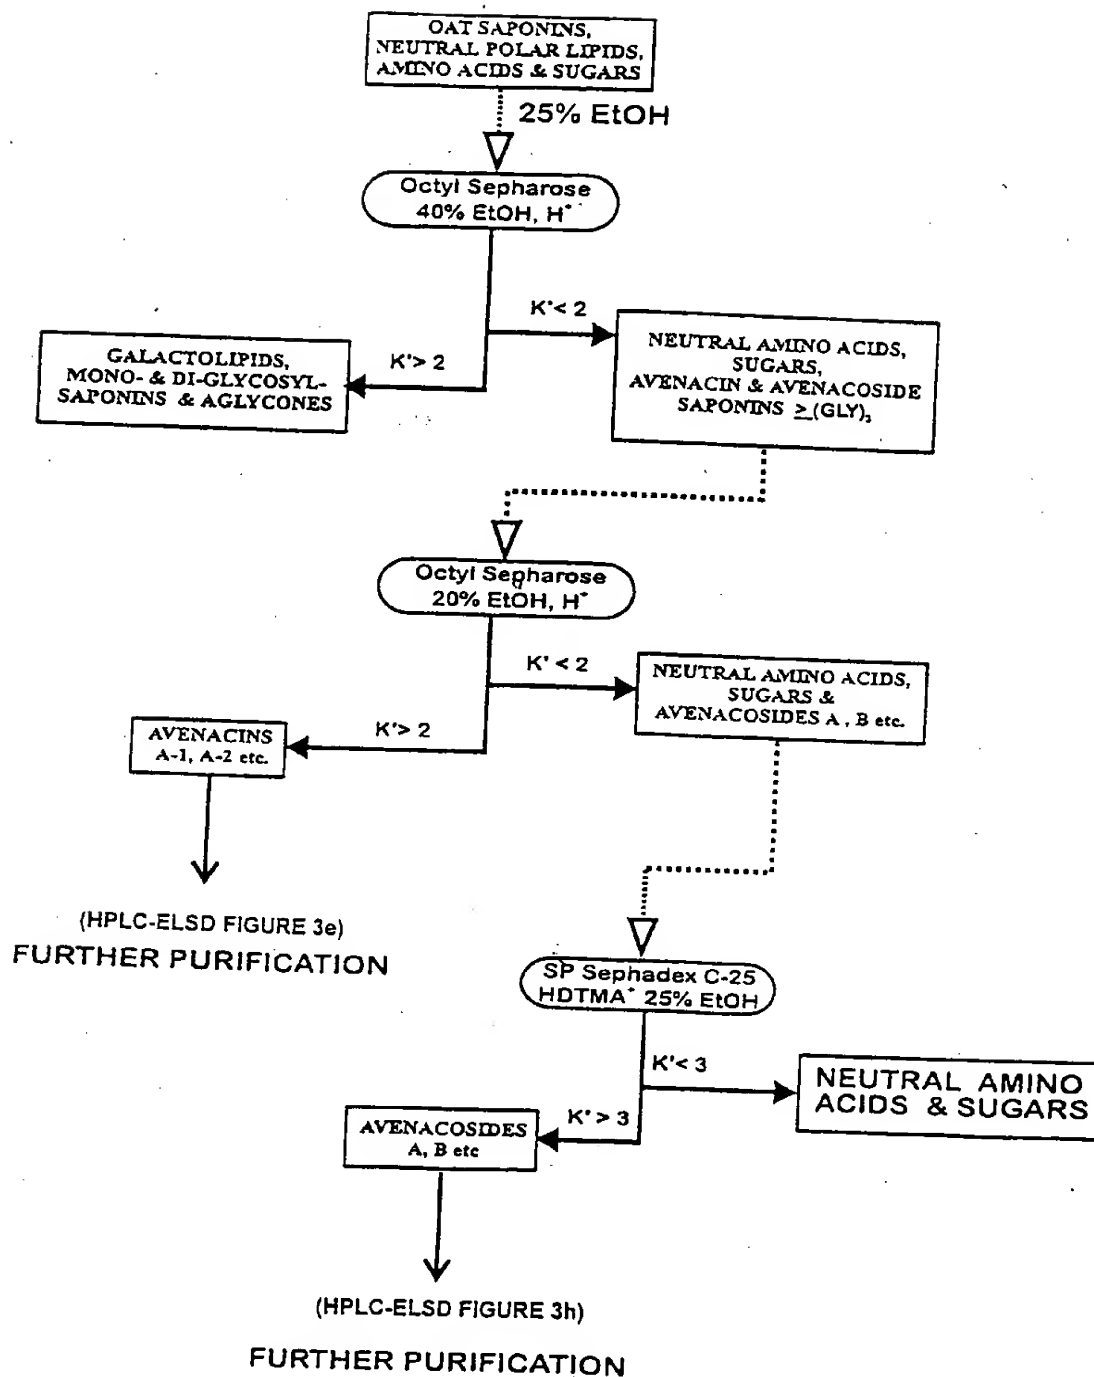 OAT SAPONINS,
NEUTRAL POLAR LIPIDS,
AMINO ACIDS & SUGARS
25% EtOH
Octyl Sepharose
40% EtOH, H⁺
K'< 2
K'> 2
GALACTOLIPIDS,
MONO- & DI-GLYCOSYL-
SAPONINS & AGLYCONES
NEUTRAL AMINO ACIDS,
SUGARS,
AVENACIN & AVENACOSIDE
SAPONINS ≥(GLY)₃
Octyl Sepharose
20% EtOH, H⁺
K' < 2
K'> 2
NEUTRAL AMINO ACIDS,
SUGARS &
AVENACOSIDES A , B etc.
AVENACINS
A-1, A-2 etc.
(HPLC-ELSD FIGURE 3e)
FURTHER PURIFICATION
SP Sephadex C-25
HDTMA⁺ 25% EtOH
K'< 3
K' > 3
NEUTRAL AMINO
ACIDS & SUGARS
AVENACOSIDES
A, B etc
(HPLC-ELSD FIGURE 3h)
FURTHER PURIFICATION